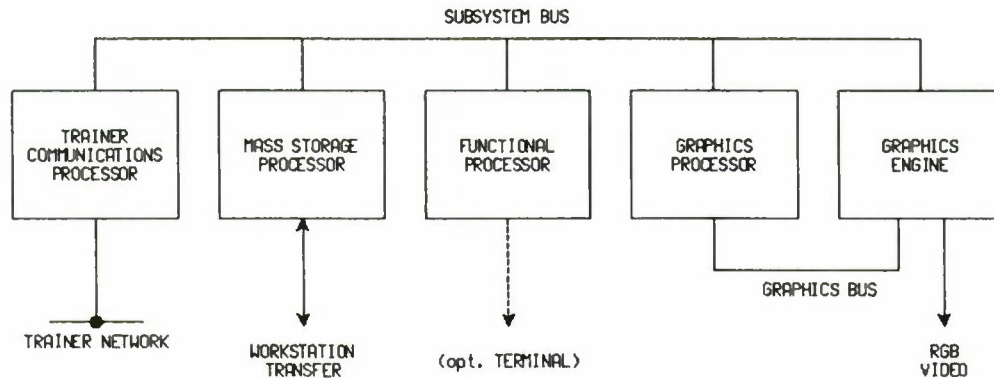 SUBSYSTEM BUS
TRAINER
COMMUNICATIONS
PROCESSOR
MASS STORAGE
PROCESSOR
FUNCTIONAL
PROCESSOR
GRAPHICS
PROCESSOR
GRAPHICS
ENGINE
GRAPHICS BUS
TRAINER NETWORK
WORKSTATION
TRANSFER
(opt. TERMINAL)
RGB
VIDEO